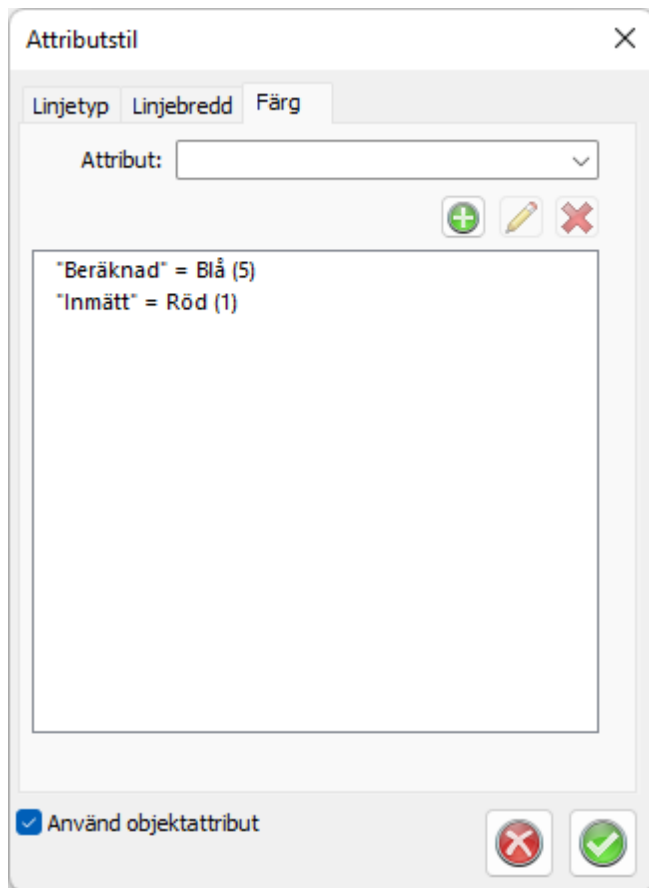 Attributstil
Linjetyp Linjebredd Färg
Attribut:
"Beräknad" = Blå (5)
"Inmätt" = Röd (1)
Använd objektattribut